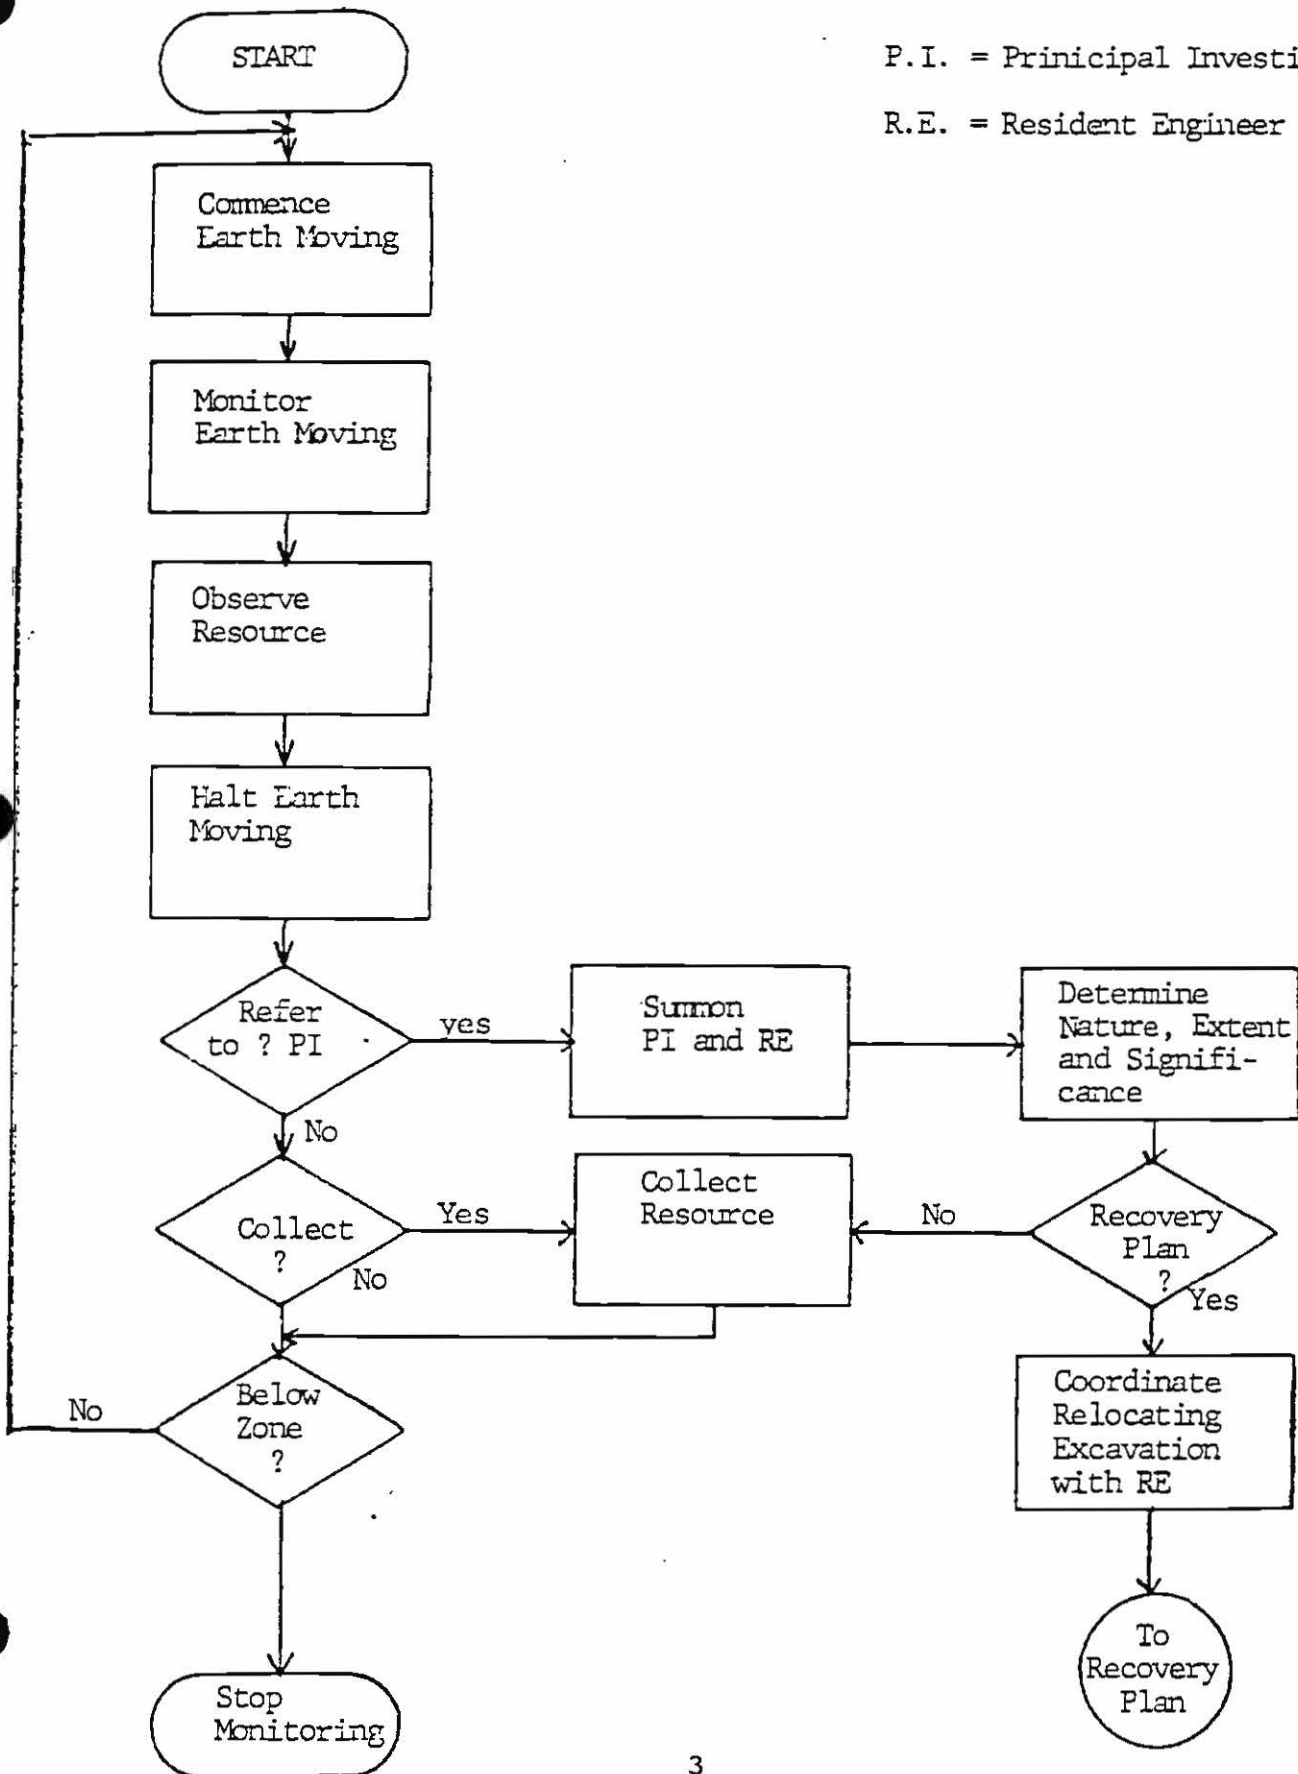 START
P.I. = Prinicipal Investi
R.E. = Resident Engineer
Commence
Earth Moving
Monitor
Earth Moving
Observe
Resource
Halt Earth
Moving
Refer
to ? PI
yes
Summon
PI and RE
Determine
Nature, Extent
and Signifi-
cance
No
Collect
?
Yes
No
Collect
Resource
No
Recovery
Plan
?
Yes
Below
Zone
?
No
Coordinate
Relocating
Excavation
with RE
Stop
Monitoring
To
Recovery
Plan
3